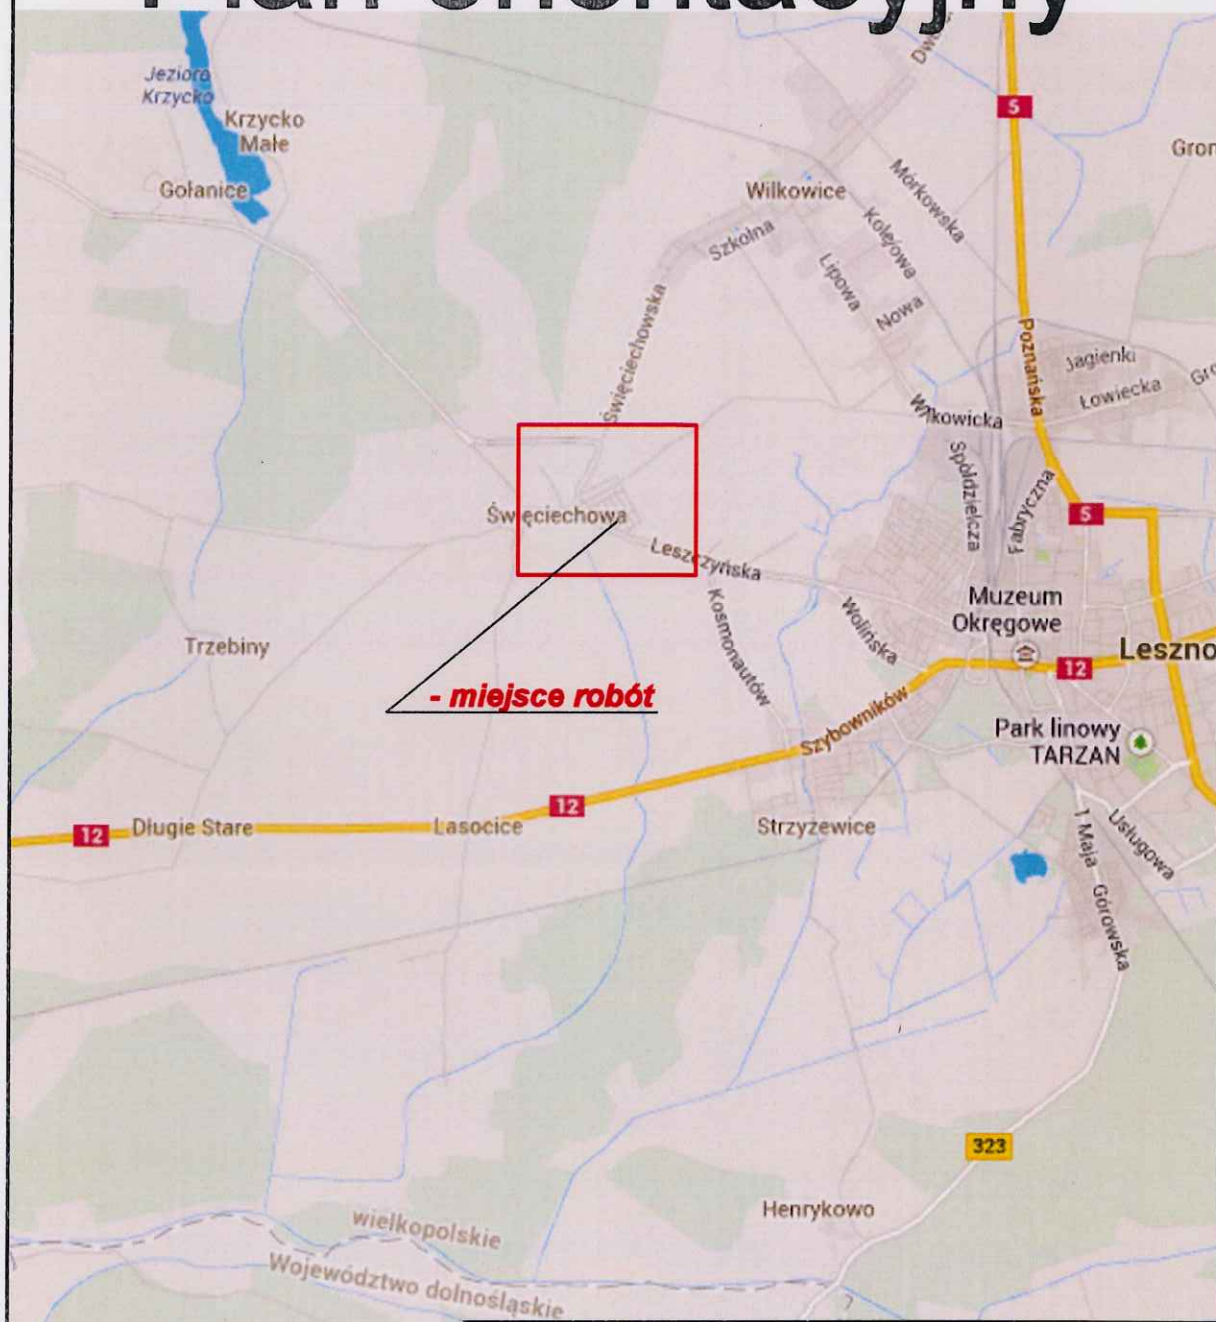 Plan orientacyjny
Jezioro
Krzycko
Krzycko
Małe
Gołanice
5
Wilkowice
Mórkowska
Szkolna
Kolejowa
Lipowa
Nowa
Święciechowska
Poznańska
Jagienki
Łowiecka
Wilkowicka
Spółdzielcza
Fabryczna
5
Święciechowa
Leszczyńska
Kosmonautów
Wolińska
Muzeum
Okręgowe
12
Leszno
Trzebiny
- miejsce robót
Szybowników
Park linowy
TARZAN
12
12
Długie Stare
Lasocice
Strzyżewice
1 Maja
Usługowa
Górowska
323
Henrykowo
wielkopolskie
Województwo dolnośląskie